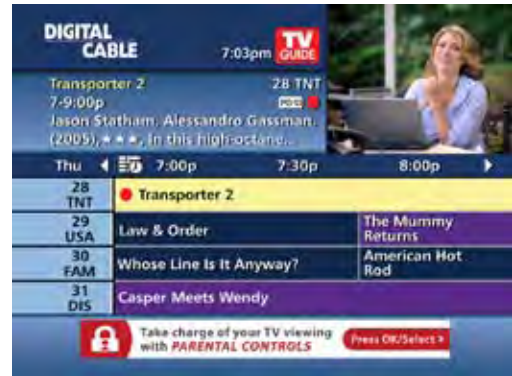 DIGITAL
CABLE
7:03pm
TV
GUIDE
Transporter 2 28 TNT
7-9:00p PG13
Jason Statham, Alessandro Gassman.
(2005), ★★★, In this high-octane...
Thu 7:00p 7:30p 8:00p
28
TNT
Transporter 2
29
USA
Law & Order
The Mummy
Returns
30
FAM
Whose Line Is It Anyway?
American Hot
Rod
31
DIS
Casper Meets Wendy
Take charge of your TV viewing
with PARENTAL CONTROLS
Press OK/Select >